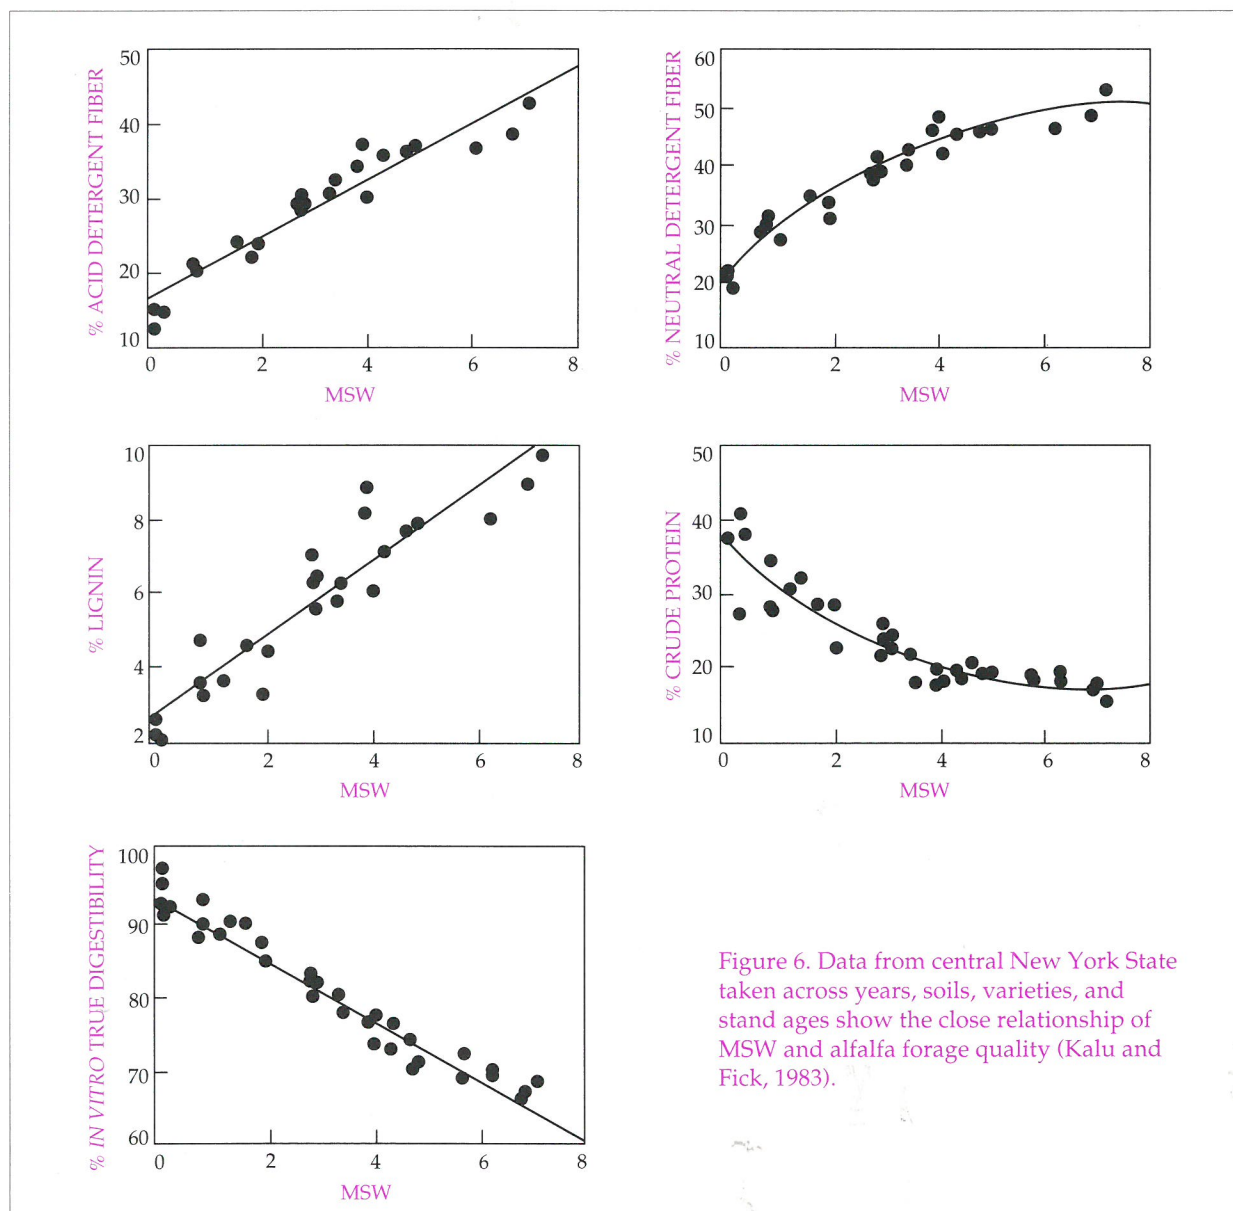 50
40
30
20
10
% ACID DETERGENT FIBER
0 2 4 6 8
MSW
60
50
40
30
20
10
% NEUTRAL DETERGENT FIBER
0 2 4 6 8
MSW
10
8
6
4
2
% LIGNIN
0 2 4 6 8
MSW
50
40
30
20
10
% CRUDE PROTEIN
0 2 4 6 8
MSW
100
90
80
70
60
% IN VITRO TRUE DIGESTIBILITY
0 2 4 6 8
MSW
Figure 6. Data from central New York State
taken across years, soils, varieties, and
stand ages show the close relationship of
MSW and alfalfa forage quality (Kalu and
Fick, 1983).